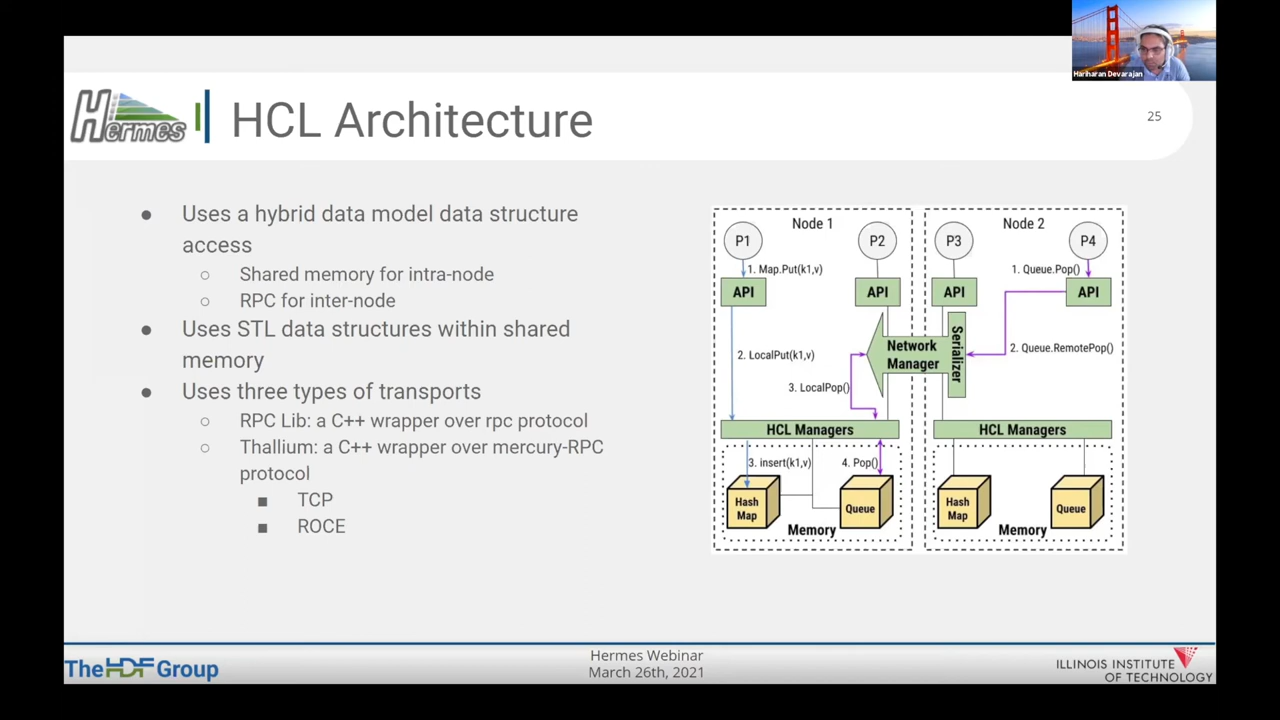 Hariharan Devarajan
Hermes
HCL Architecture
25
● Uses a hybrid data model data structure
access
○ Shared memory for intra-node
○ RPC for inter-node
● Uses STL data structures within shared
memory
● Uses three types of transports
○ RPC Lib: a C++ wrapper over rpc protocol
○ Thallium: a C++ wrapper over mercury-RPC
protocol
■ TCP
■ ROCE
Node 1
P1
P2
1. Map.Put(k1,v)
API
API
2. LocalPut(k1,v)
Network
Manager
3. LocalPop()
HCL Managers
3. insert(k1,v)
4. Pop()
Hash
Map
Queue
Memory
Node 2
P3
P4
1. Queue.Pop()
API
API
Serializer
2. Queue.RemotePop()
HCL Managers
Hash
Map
Queue
Memory
The HDF Group
Hermes Webinar
March 26th, 2021
ILLINOIS INSTITUTE
OF TECHNOLOGY